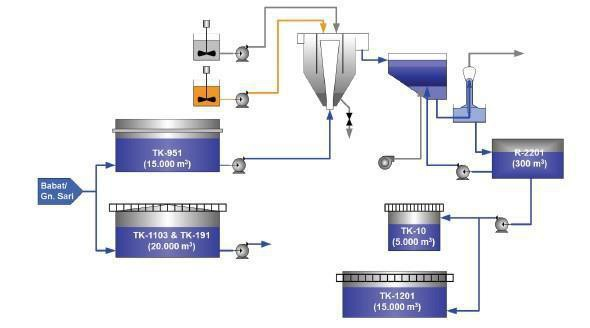 TK-951
(15.000 m³)
Babat/
Gn. Sari
TK-1103 & TK-191
(20.000 m³)
R-2201
(300 m³)
TK-10
(5.000 m³)
TK-1201
(15.000 m³)